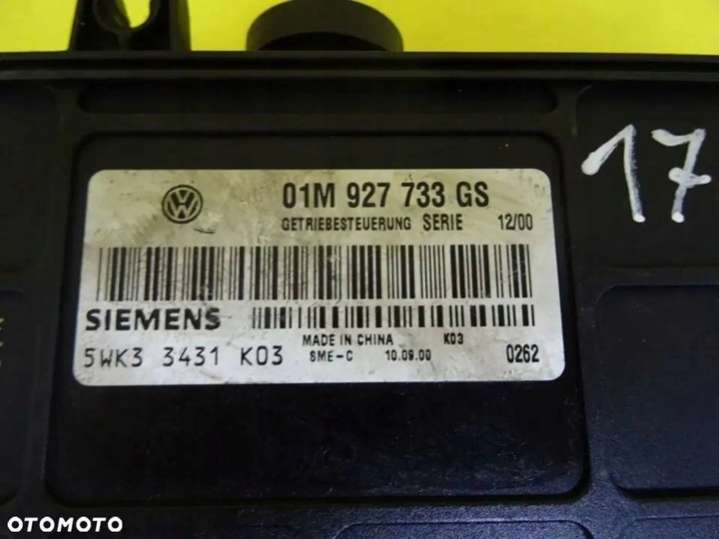 17
01M 927 733 GS
GETRIEBESTEUERUNG SERIE 12/00
SIEMENS
MADE IN CHINA K03
5WK3 3431 K03 SME-C 10.09.00 0262
OTOMOTO